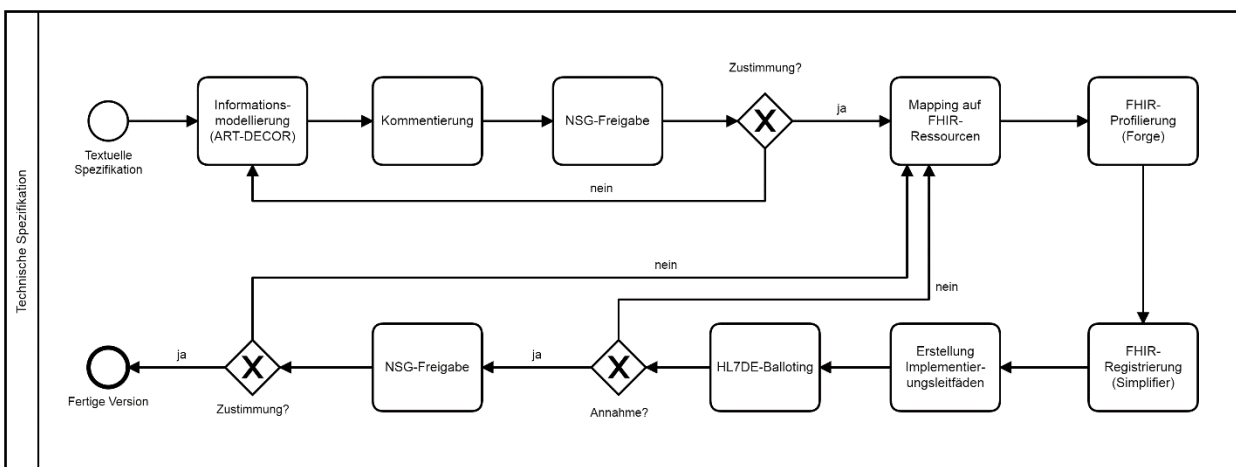 Technische Spezifikation
Textuelle
Spezifikation
Informations-
modellierung
(ART-DECOR)
Kommentierung
NSG-Freigabe
Zustimmung?
X
ja
nein
Mapping auf
FHIR-
Ressourcen
FHIR-
Profilierung
(Forge)
FHIR-
Registrierung
(Simplifier)
Erstellung
Implementier-
ungsleitfäden
HL7DE-Balloting
X
Annahme?
nein
ja
NSG-Freigabe
X
Zustimmung?
nein
ja
Fertige Version